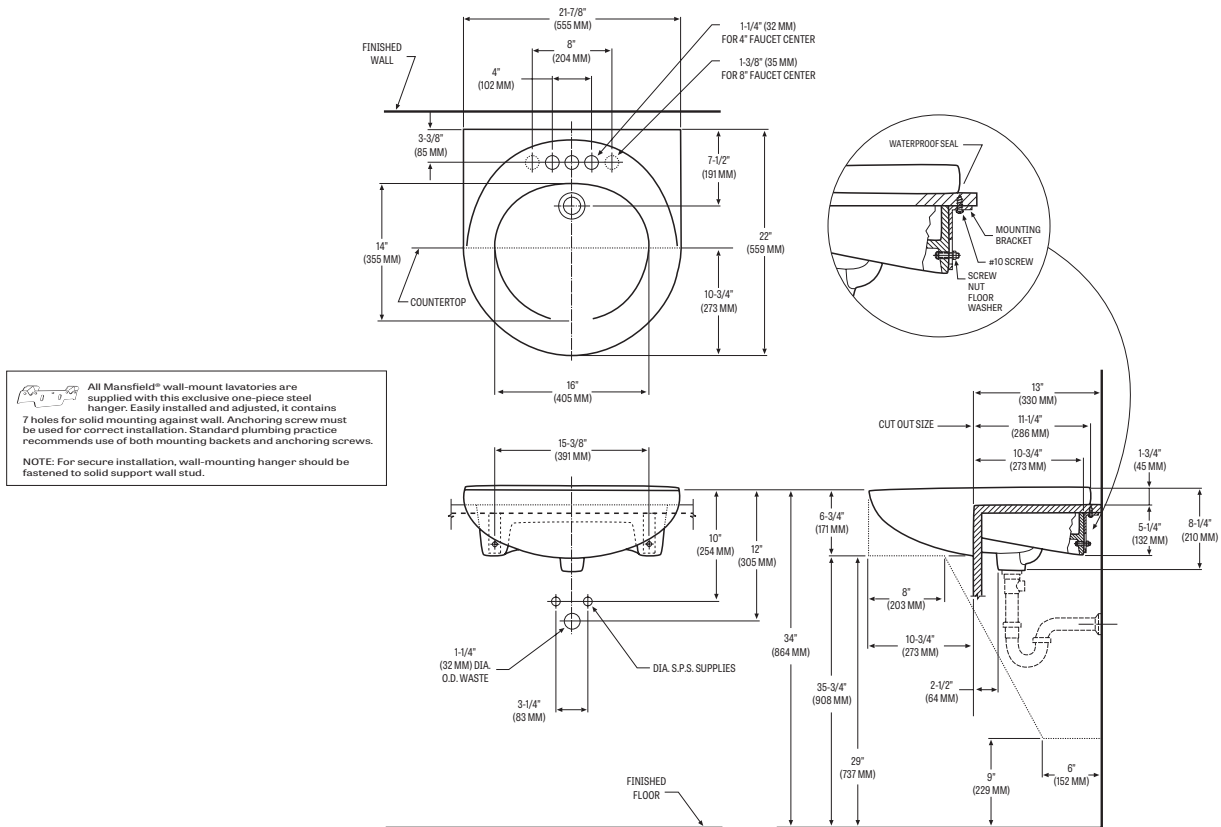 21-7/8"
(555 MM)
1-1/4" (32 MM)
FOR 4" FAUCET CENTER
FINISHED
WALL
8"
(204 MM)
1-3/8" (35 MM)
FOR 8" FAUCET CENTER
4"
(102 MM)
3-3/8"
(85 MM)
7-1/2"
(191 MM)
WATERPROOF SEAL
14"
(355 MM)
22"
(559 MM)
MOUNTING
BRACKET
#10 SCREW
SCREW
NUT
FLOOR
WASHER
COUNTERTOP
10-3/4"
(273 MM)
16"
(405 MM)
All Mansfield® wall-mount lavatories are
supplied with this exclusive one-piece steel
hanger. Easily installed and adjusted, it contains
7 holes for solid mounting against wall. Anchoring screw must
be used for correct installation. Standard plumbing practice
recommends use of both mounting backets and anchoring screws.
NOTE: For secure installation, wall-mounting hanger should be
fastened to solid support wall stud.
13"
(330 MM)
CUT OUT SIZE
11-1/4"
(286 MM)
10-3/4"
(273 MM)
1-3/4"
(45 MM)
15-3/8"
(391 MM)
10"
(254 MM)
12"
(305 MM)
6-3/4"
(171 MM)
5-1/4"
(132 MM)
8-1/4"
(210 MM)
8"
(203 MM)
34"
(864 MM)
10-3/4"
(273 MM)
1-1/4"
(32 MM) DIA.
O.D. WASTE
DIA. S.P.S. SUPPLIES
3-1/4"
(83 MM)
35-3/4"
(908 MM)
2-1/2"
(64 MM)
29"
(737 MM)
9"
(229 MM)
6"
(152 MM)
FINISHED
FLOOR